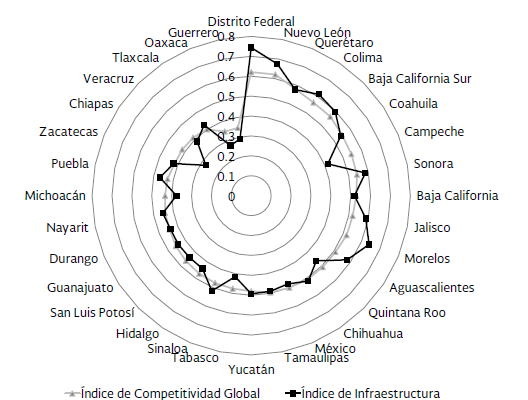 Distrito Federal
Nuevo León
Querétaro
Colima
Baja California Sur
Coahuila
Campeche
Sonora
Baja California
Jalisco
Morelos
Aguascalientes
Quintana Roo
Chihuahua
México
Tamaulipas
Yucatán
Tabasco
Sinaloa
Hidalgo
San Luis Potosí
Guanajuato
Durango
Nayarit
Michoacán
Puebla
Zacatecas
Chiapas
Veracruz
Tlaxcala
Oaxaca
Guerrero
0.8
0.7
0.6
0.5
0.4
0.3
0.2
0.1
0
Índice de Competitividad Global
Índice de Infraestructura